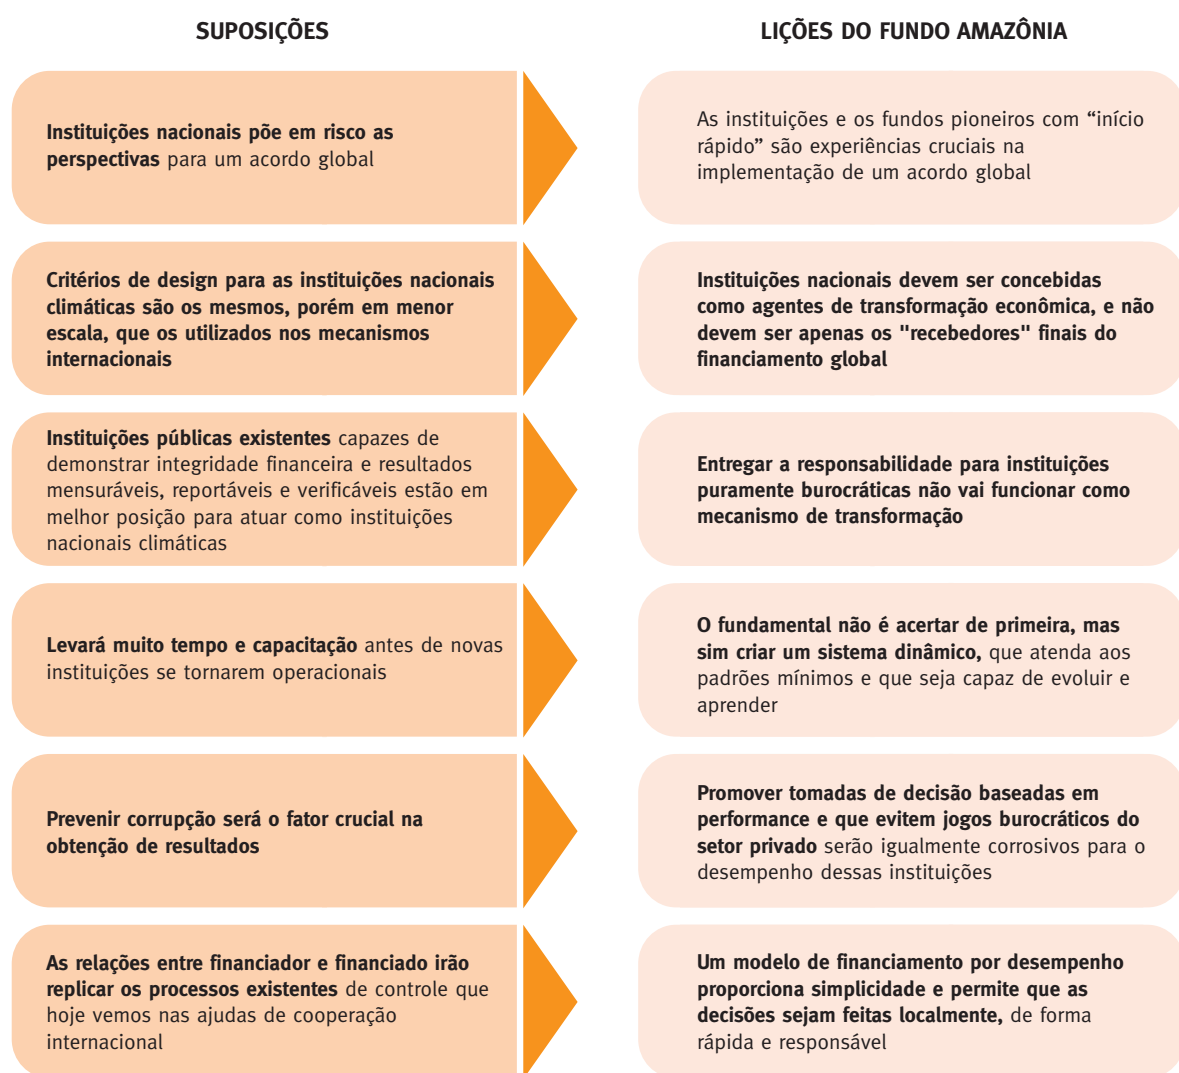 SUPOSIÇÕES
LIÇÕES DO FUNDO AMAZÔNIA
Instituições nacionais põe em risco as
perspectivas para um acordo global
As instituições e os fundos pioneiros com “início
rápido” são experiências cruciais na
implementação de um acordo global
Critérios de design para as instituições nacionais
climáticas são os mesmos, porém em menor
escala, que os utilizados nos mecanismos
internacionais
Instituições nacionais devem ser concebidas
como agentes de transformação econômica, e não
devem ser apenas os "recebedores" finais do
financiamento global
Instituições públicas existentes capazes de
demonstrar integridade financeira e resultados
mensuráveis, reportáveis e verificáveis estão em
melhor posição para atuar como instituições
nacionais climáticas
Entregar a responsabilidade para instituições
puramente burocráticas não vai funcionar como
mecanismo de transformação
Levará muito tempo e capacitação antes de novas
instituições se tornarem operacionais
O fundamental não é acertar de primeira, mas
sim criar um sistema dinâmico, que atenda aos
padrões mínimos e que seja capaz de evoluir e
aprender
Prevenir corrupção será o fator crucial na
obtenção de resultados
Promover tomadas de decisão baseadas em
performance e que evitem jogos burocráticos do
setor privado serão igualmente corrosivos para o
desempenho dessas instituições
As relações entre financiador e financiado irão
replicar os processos existentes de controle que
hoje vemos nas ajudas de cooperação
internacional
Um modelo de financiamento por desempenho
proporciona simplicidade e permite que as
decisões sejam feitas localmente, de forma
rápida e responsável